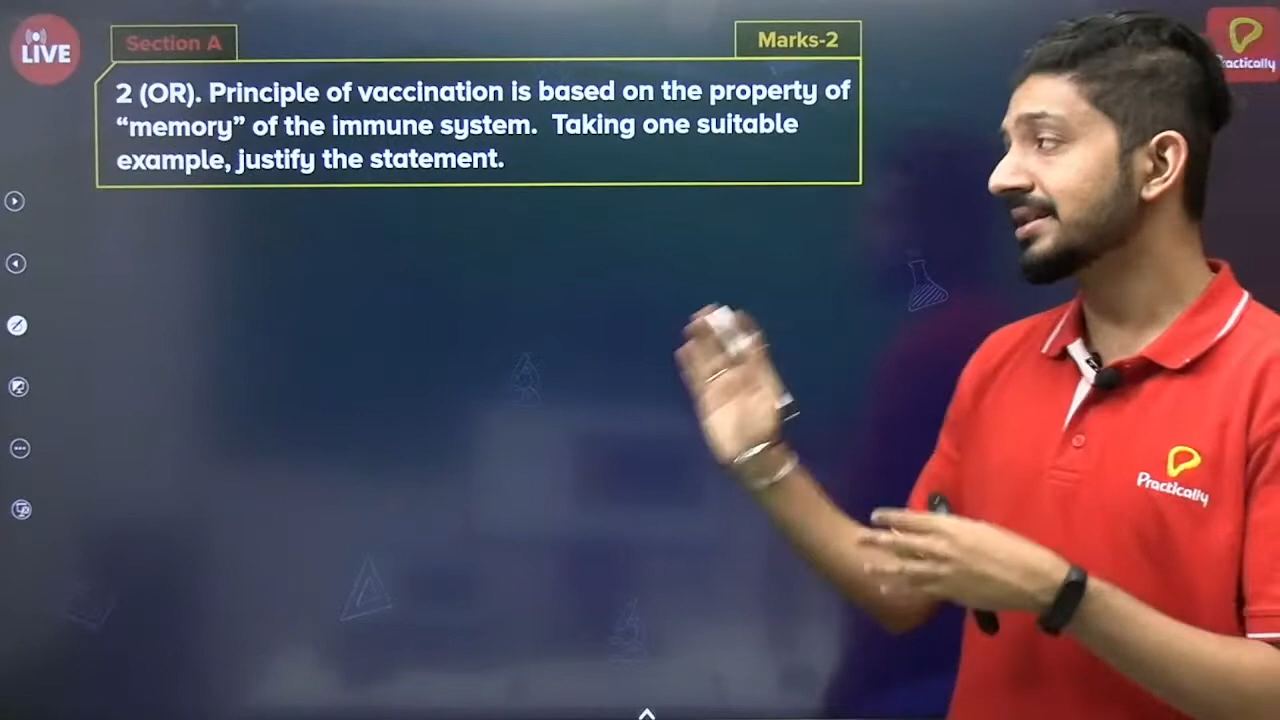 LIVE
Section A
Marks-2
2 (OR). Principle of vaccination is based on the property of
“memory” of the immune system. Taking one suitable
example, justify the statement.
Practically
Practically